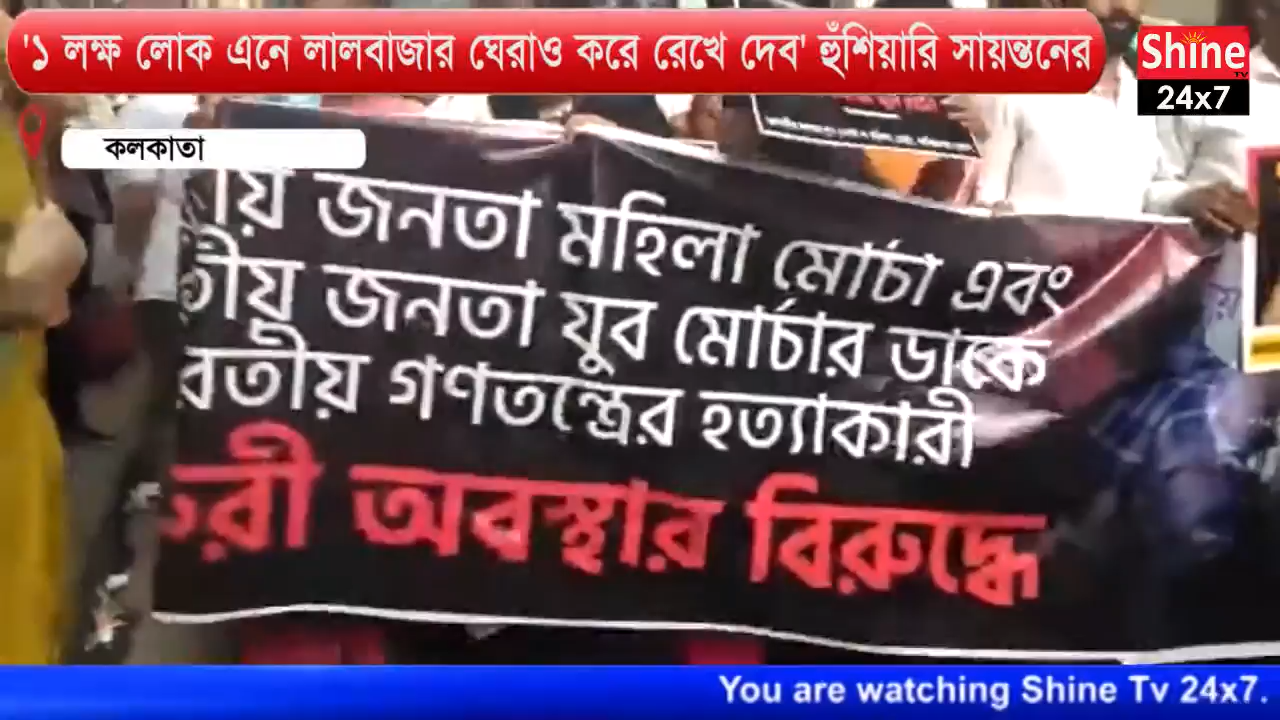 '১ লক্ষ লোক এনে লালবাজার ঘেরাও করে রেখে দেব' হুঁশিয়ারি সায়ন্তনের
Shine
TV
24x7
কলকাতা
জনতা মহিলা মোর্চা এবং
জনতা যুব মোর্চার ডাকে
গণতন্ত্রের হত্যাকারী
অবস্থার বিরুদ্ধে
You are watching Shine Tv 24x7.